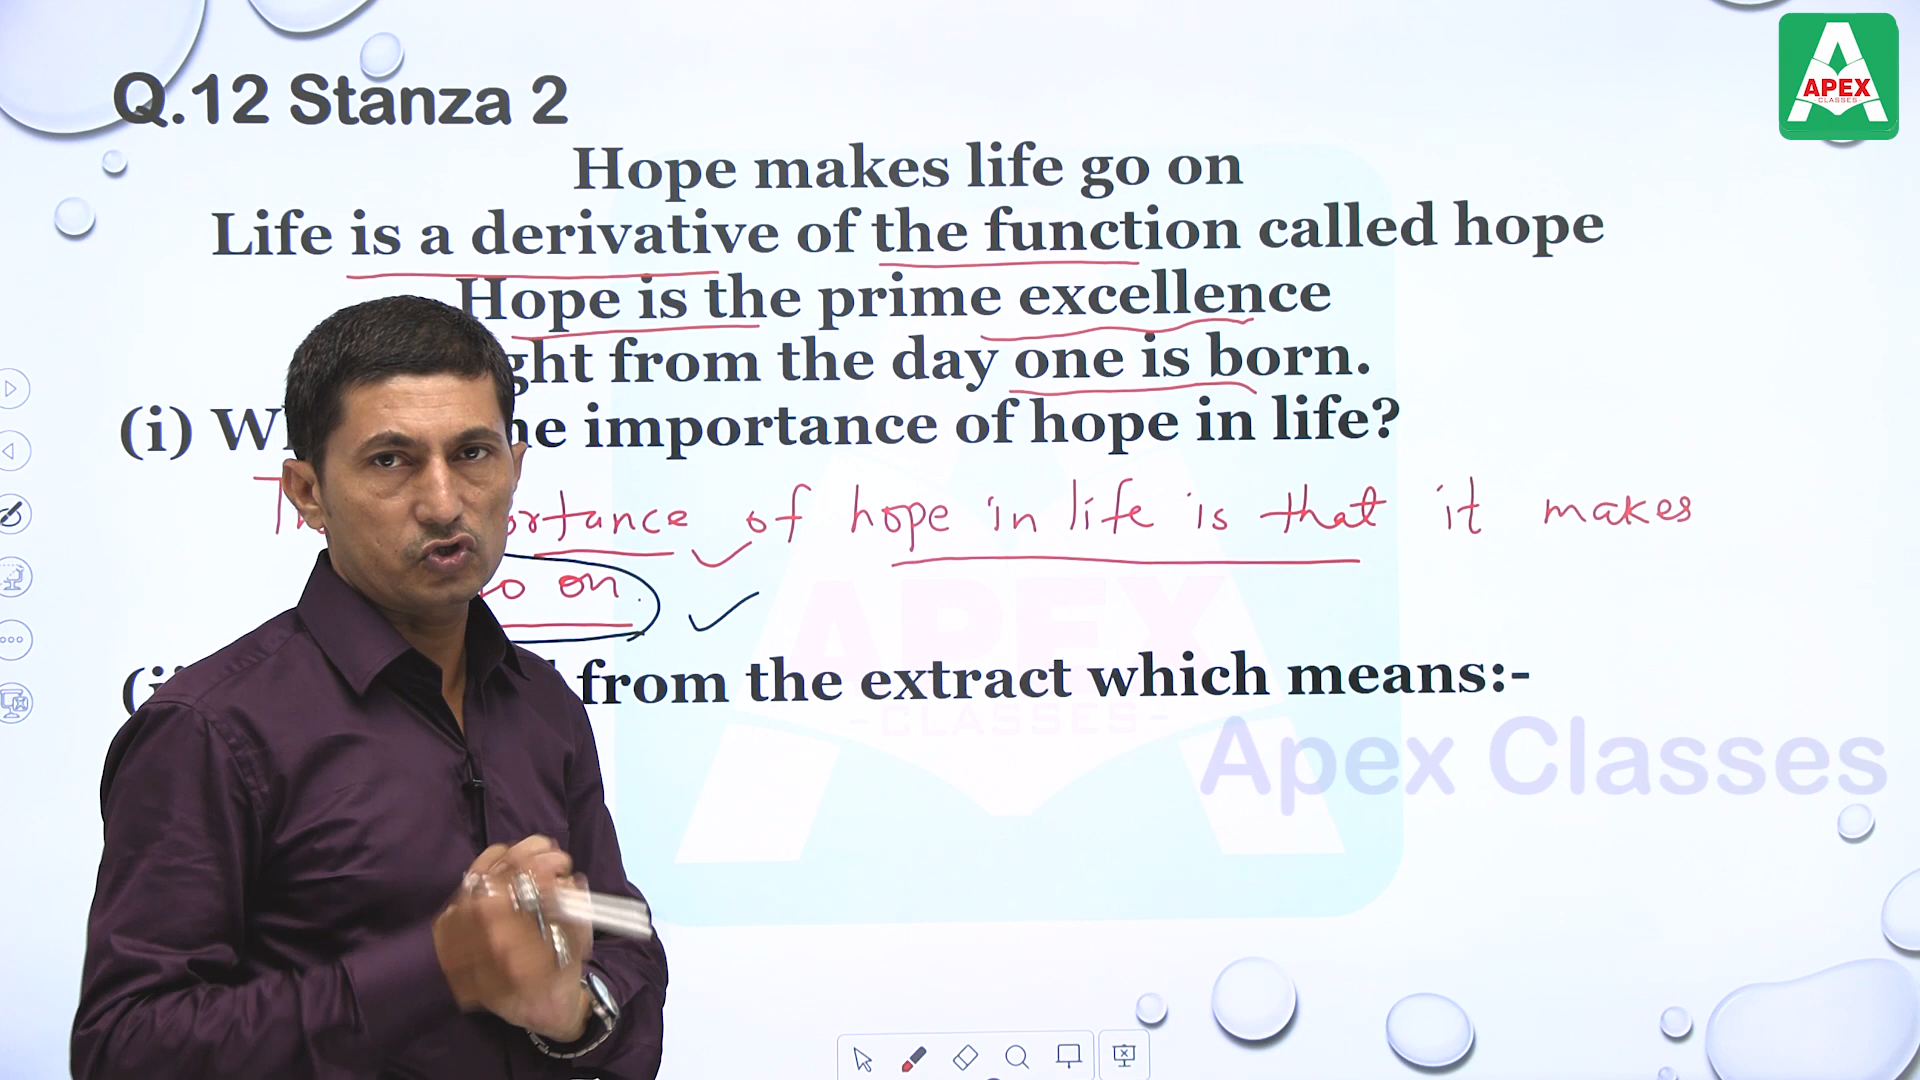 APEX
CLASSES
Q.12 Stanza 2
Hope makes life go on
Life is a derivative of the function called hope
Hope is the prime excellence
ght from the day one is born.
(i) W he importance of hope in life?
of hope in life is that it makes
on
from the extract which means:-
APEX
-CLASSES-
Apex Classes